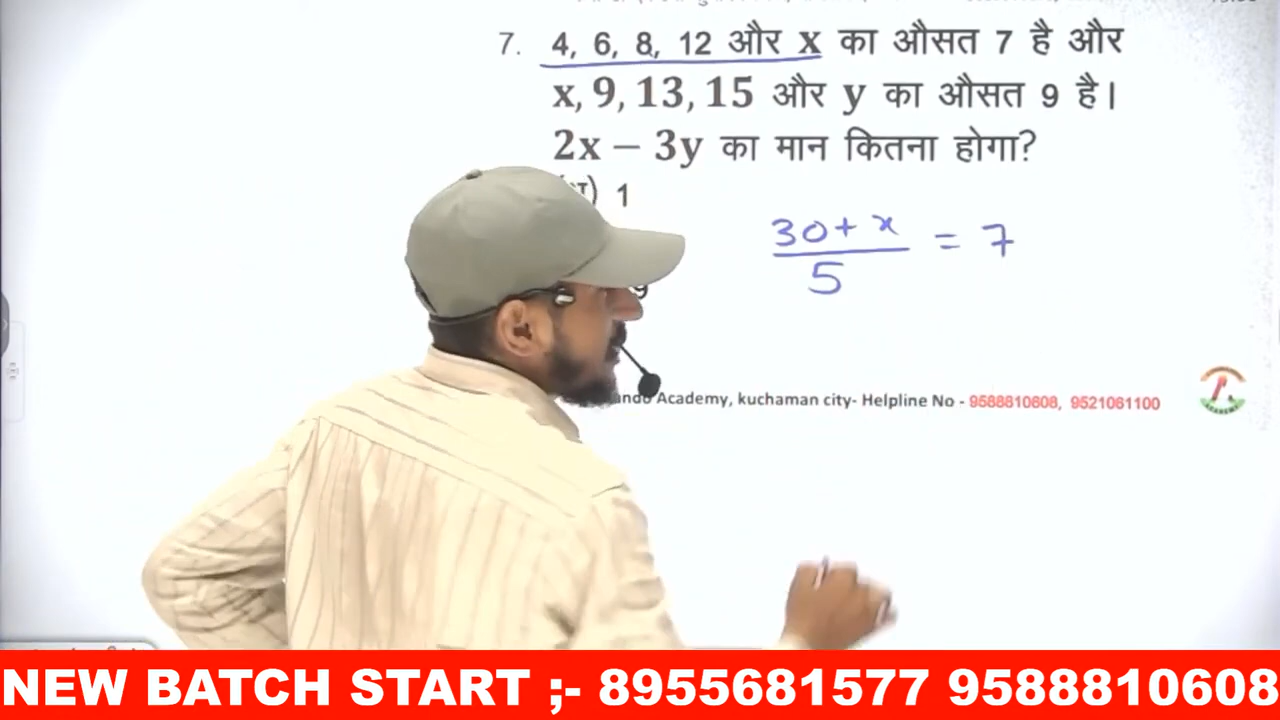 7. 4, 6, 8, 12 और x का औसत 7 है और
x, 9, 13, 15 और y का औसत 9 है।
2x – 3y का मान कितना होगा?
1
30 + x / 5 = 7
9
Academy, kuchaman city- Helpline No - 9588810608, 9521061100
NEW BATCH START ;- 8955681577 9588810608